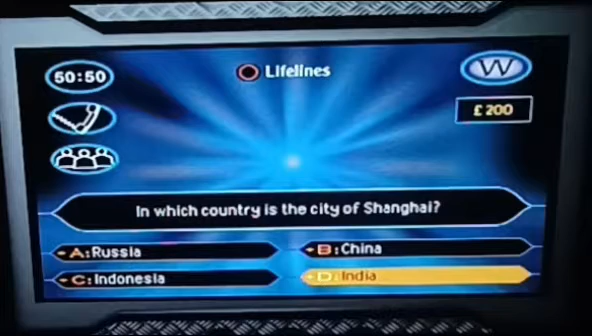 50:50
Lifelines
W
£200
In which country is the city of Shanghai?
A: Russia
B: China
C: Indonesia
D: India